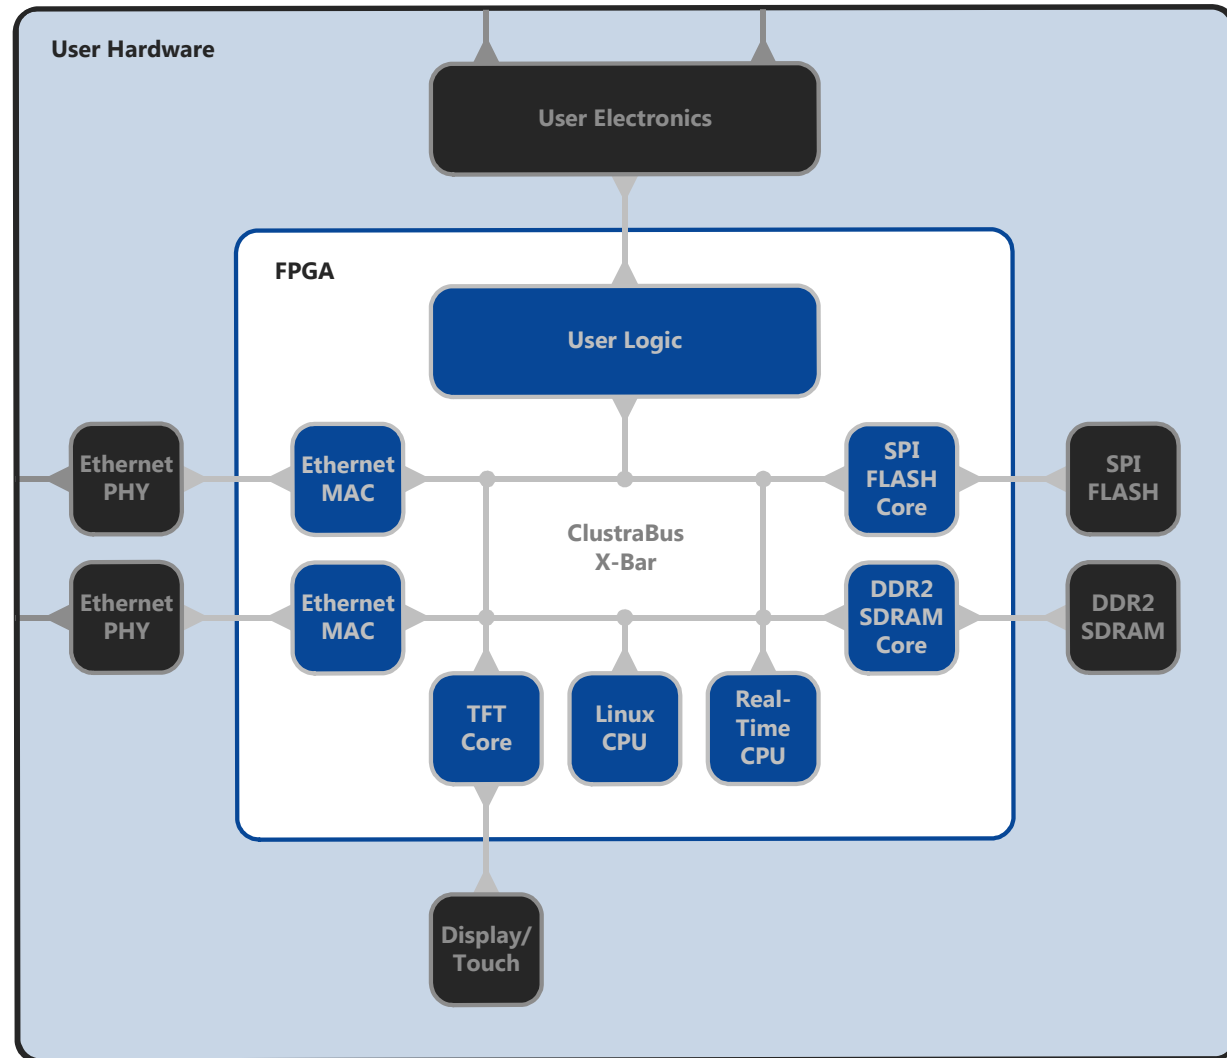 User Hardware
User Electronics
FPGA
User Logic
Ethernet
PHY
Ethernet
MAC
SPI
FLASH
Core
SPI
FLASH
ClustraBus
X-Bar
Ethernet
PHY
Ethernet
MAC
DDR2
SDRAM
Core
DDR2
SDRAM
TFT
Core
Linux
CPU
Real-
Time
CPU
Display/
Touch